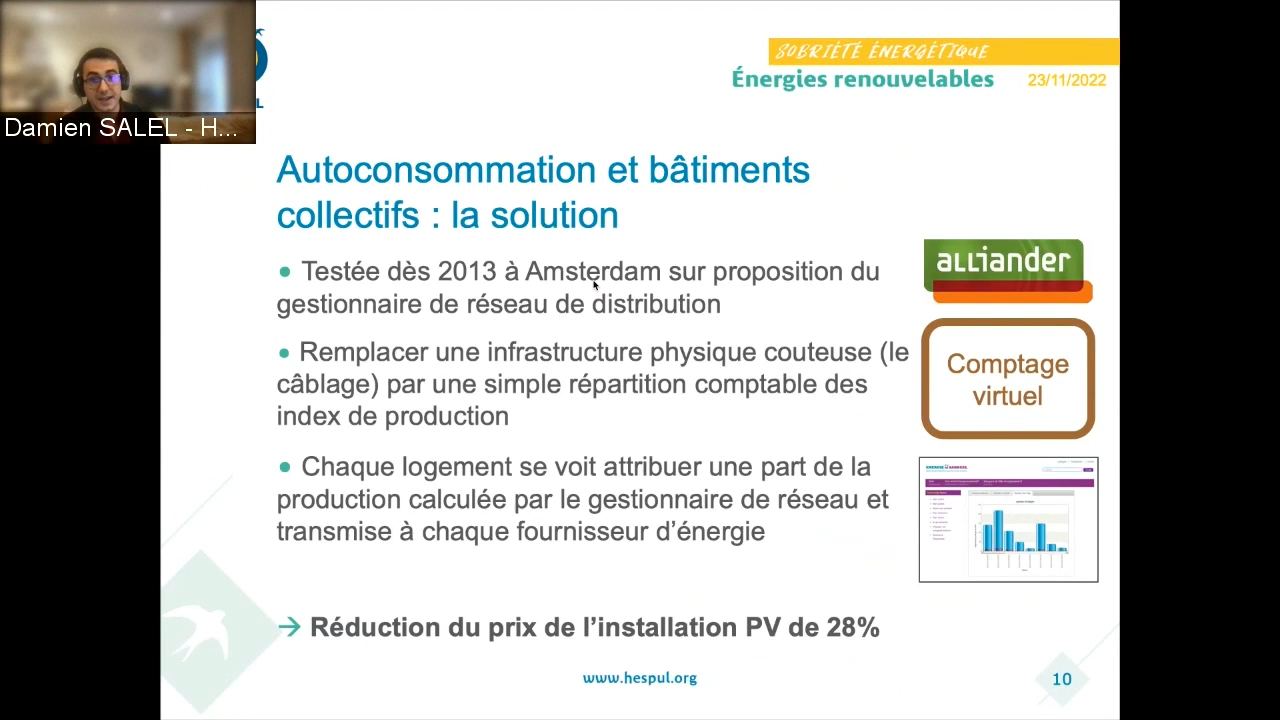 SOBRIÉTÉ ÉNERGÉTIQUE
Énergies renouvelables
23/11/2022
L
Damien SALEL - H...
Autoconsommation et bâtiments
collectifs : la solution
• Testée dès 2013 à Amsterdam sur proposition du
gestionnaire de réseau de distribution
• Remplacer une infrastructure physique couteuse (le
câblage) par une simple répartition comptable des
index de production
• Chaque logement se voit attribuer une part de la
production calculée par le gestionnaire de réseau et
transmise à chaque fournisseur d’énergie
→ Réduction du prix de l’installation PV de 28%
alliander
Comptage
virtuel
www.hespul.org
10